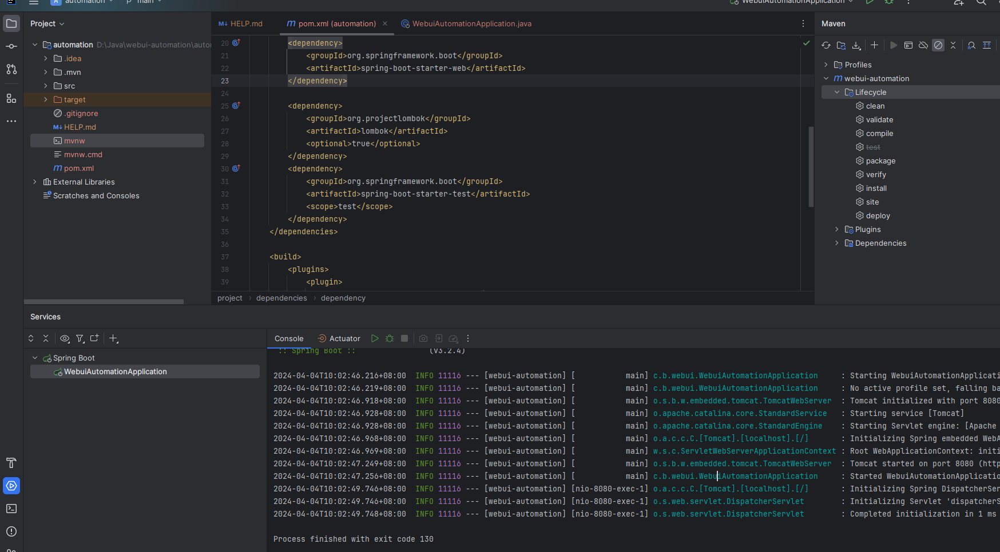 A automation main WebuiAutomationApplication
Project
automation D:\Java\webui-automation\auto
.idea
.mvn
src
target
.gitignore
M↓ HELP.md
mvnw
mvnw.cmd
m pom.xml
External Libraries
Scratches and Consoles
M↓ HELP.md m pom.xml (automation) WebuiAutomationApplication.java
20 <dependency>
21 <groupId>org.springframework.boot</groupId>
22 <artifactId>spring-boot-starter-web</artifactId>
23 </dependency>
24
25 <dependency>
26 <groupId>org.projectlombok</groupId>
27 <artifactId>lombok</artifactId>
28 <optional>true</optional>
29 </dependency>
30 <dependency>
31 <groupId>org.springframework.boot</groupId>
32 <artifactId>spring-boot-starter-test</artifactId>
33 <scope>test</scope>
34 </dependency>
35 </dependencies>
36
37 <build>
38 <plugins>
39 <plugin>
project › dependencies › dependency
Maven
Profiles
m webui-automation
Lifecycle
clean
validate
compile
test
package
verify
install
site
deploy
Plugins
Dependencies
Services
Spring Boot
WebuiAutomationApplication
Console Actuator
:: Spring Boot :: (v3.2.4)
2024-04-04T10:02:46.216+08:00 INFO 11116 --- [webui-automation] [ main] c.b.webui.WebuiAutomationApplication : Starting WebuiAutomationApplicati
2024-04-04T10:02:46.219+08:00 INFO 11116 --- [webui-automation] [ main] c.b.webui.WebuiAutomationApplication : No active profile set, falling ba
2024-04-04T10:02:46.918+08:00 INFO 11116 --- [webui-automation] [ main] o.s.b.w.embedded.tomcat.TomcatWebServer : Tomcat initialized with port 8080
2024-04-04T10:02:46.928+08:00 INFO 11116 --- [webui-automation] [ main] o.apache.catalina.core.StandardService : Starting service [Tomcat]
2024-04-04T10:02:46.928+08:00 INFO 11116 --- [webui-automation] [ main] o.apache.catalina.core.StandardEngine : Starting Servlet engine: [Apache
2024-04-04T10:02:46.968+08:00 INFO 11116 --- [webui-automation] [ main] o.a.c.c.C.[Tomcat].[localhost].[/] : Initializing Spring embedded WebA
2024-04-04T10:02:46.969+08:00 INFO 11116 --- [webui-automation] [ main] w.s.c.ServletWebServerApplicationContext : Root WebApplicationContext: initi
2024-04-04T10:02:47.249+08:00 INFO 11116 --- [webui-automation] [ main] o.s.b.w.embedded.tomcat.TomcatWebServer : Tomcat started on port 8080 (http
2024-04-04T10:02:47.256+08:00 INFO 11116 --- [webui-automation] [ main] c.b.webui.WebuiAutomationApplication : Started WebuiAutomationApplicatio
2024-04-04T10:02:49.746+08:00 INFO 11116 --- [webui-automation] [nio-8080-exec-1] o.a.c.c.C.[Tomcat].[localhost].[/] : Initializing Spring DispatcherSer
2024-04-04T10:02:49.746+08:00 INFO 11116 --- [webui-automation] [nio-8080-exec-1] o.s.web.servlet.DispatcherServlet : Initializing Servlet 'dispatcherS
2024-04-04T10:02:49.748+08:00 INFO 11116 --- [webui-automation] [nio-8080-exec-1] o.s.web.servlet.DispatcherServlet : Completed initialization in 1 ms
Process finished with exit code 130